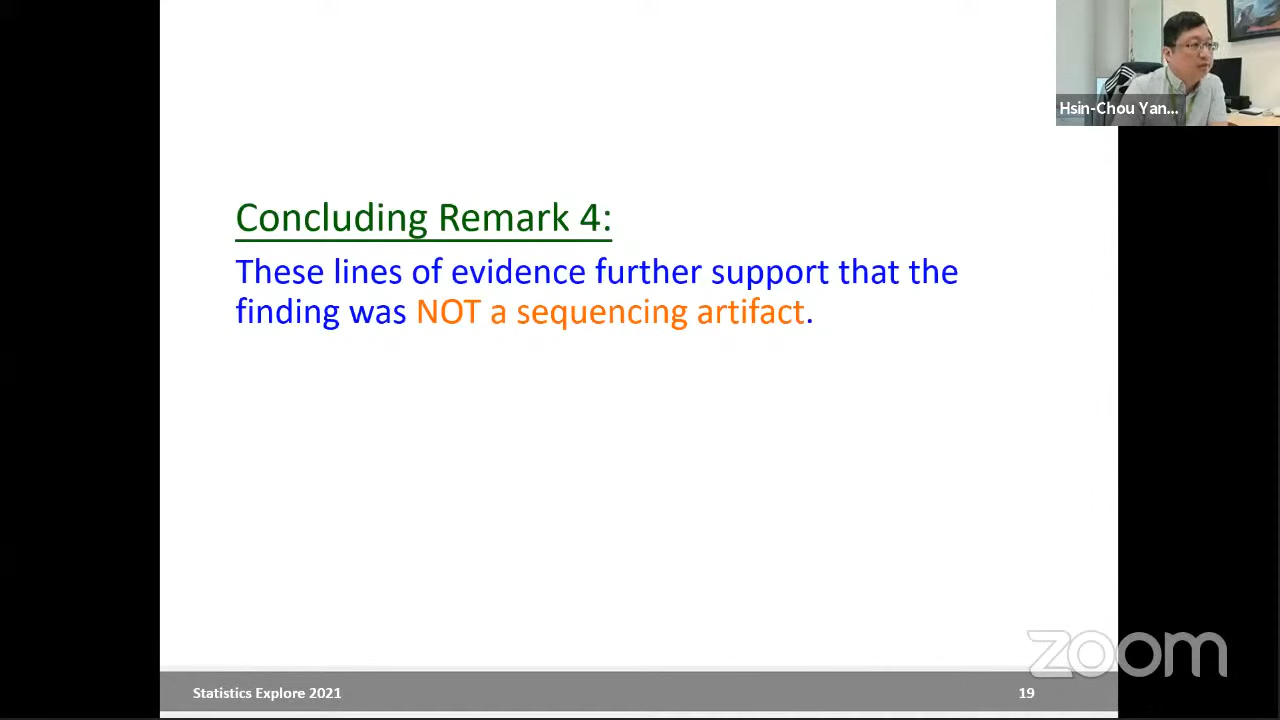 Hsin-Chou Yan...
Concluding Remark 4:
These lines of evidence further support that the
finding was NOT a sequencing artifact.
zoom
Statistics Explore 2021
19